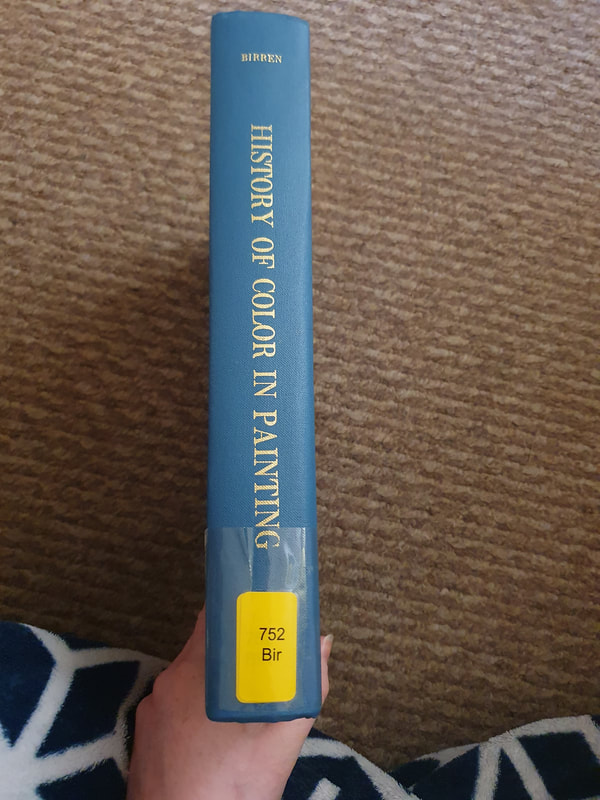 BIRREN
HISTORY OF COLOR IN PAINTING
752
Bir